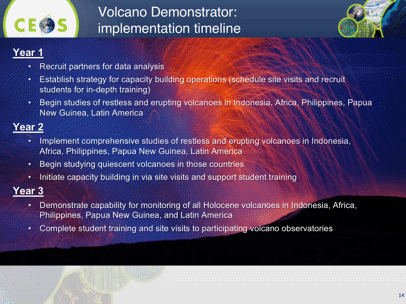 CEOS
Volcano Demonstrator:
implementation timeline
Year 1
• Recruit partners for data analysis
• Establish strategy for capacity building operations (schedule site visits and recruit
students for in-depth training)
• Begin studies of restless and erupting volcanoes in Indonesia, Africa, Philippines, Papua
New Guinea, Latin America
Year 2
• Implement comprehensive studies of restless and erupting volcanoes in Indonesia,
Africa, Philippines, Papua New Guinea, Latin America
• Begin studying quiescent volcanoes in those countries
• Initiate capacity building in via site visits and support student training
Year 3
• Demonstrate capability for monitoring of all Holocene volcanoes in Indonesia, Africa,
Philippines, Papua New Guinea, and Latin America
• Complete student training and site visits to participating volcano observatories
14